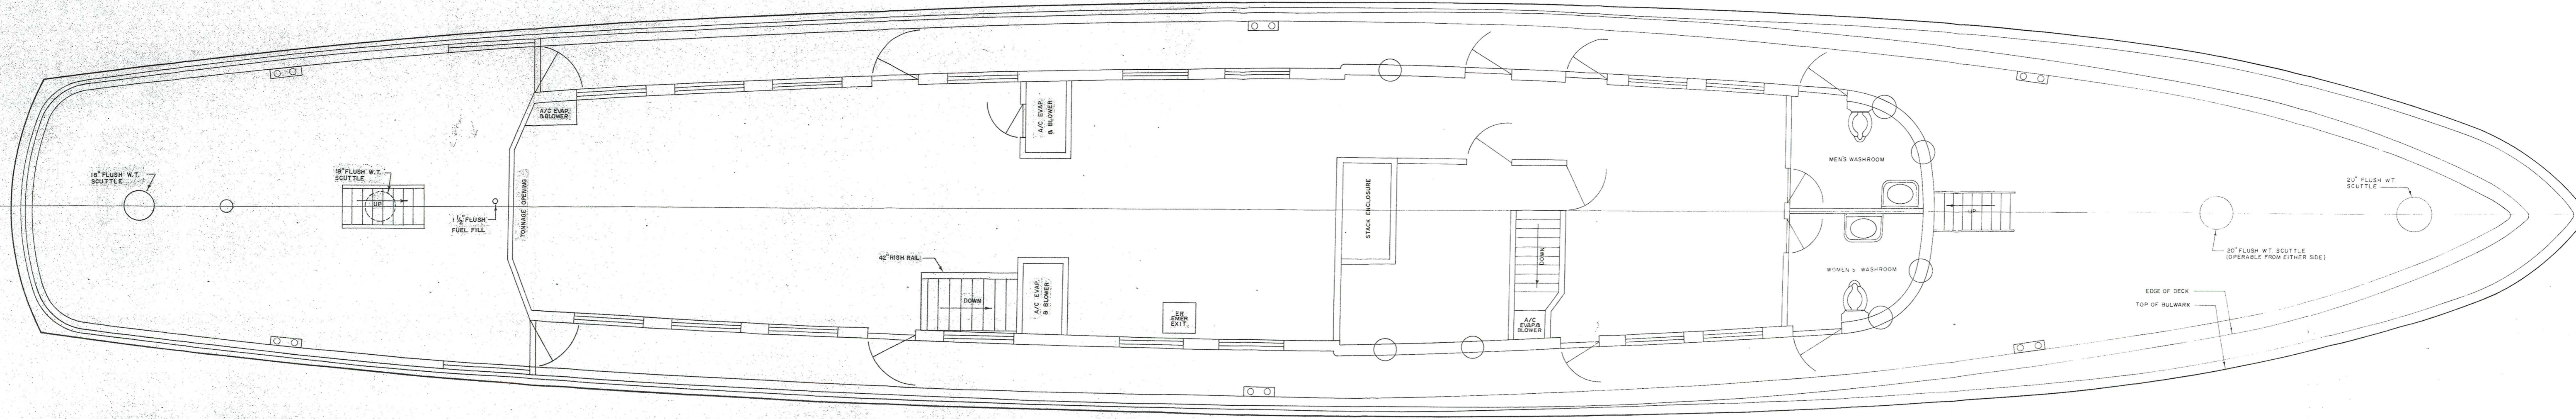 18" FLUSH W.T.
SCUTTLE
18" FLUSH W.T.
SCUTTLE
UP
1 1/2" FLUSH
FUEL FILL
TONNAGE OPENING
A/C EVAP.
& BLOWER
A/C EVAP.
& BLOWER
42" HIGH RAIL
DOWN
A/C EVAP.
& BLOWER
ER
EMER
EXIT
STACK ENCLOSURE
DOWN
A/C
EVAP.&
BLOWER
MEN'S WASHROOM
WOMEN'S WASHROOM
UP
20" FLUSH WT.
SCUTTLE
20" FLUSH WT. SCUTTLE
(OPERABLE FROM EITHER SIDE)
EDGE OF DECK
TOP OF BULWARK